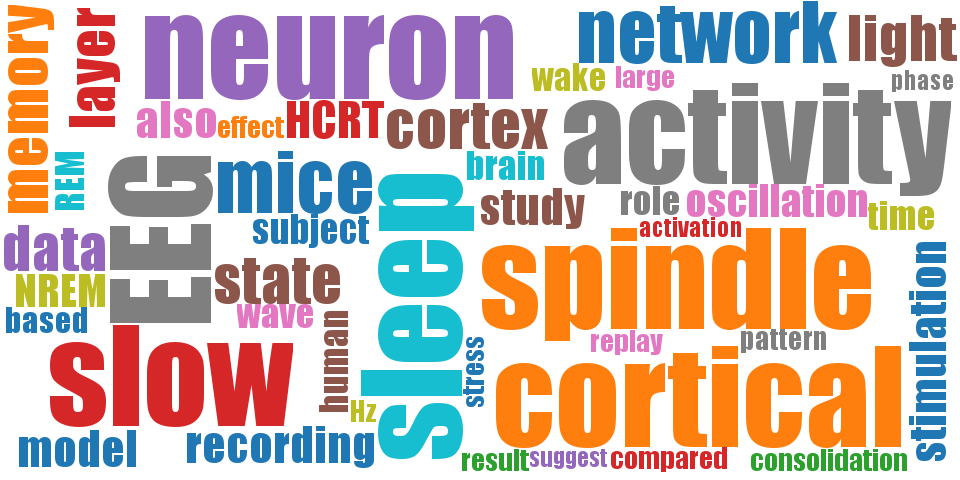 memory
layer
neuron
network
light
wake
large
phase
also
effect
HCRT
cortex
activity
REM
EEG
mice
brain
study
role
oscillation
time
subject
activation
data
NREM
based
state
wave
sleep
spindle
stimulation
slow
human
Hz
stress
replay
pattern
cortical
model
recording
result
suggest
compared
consolidation